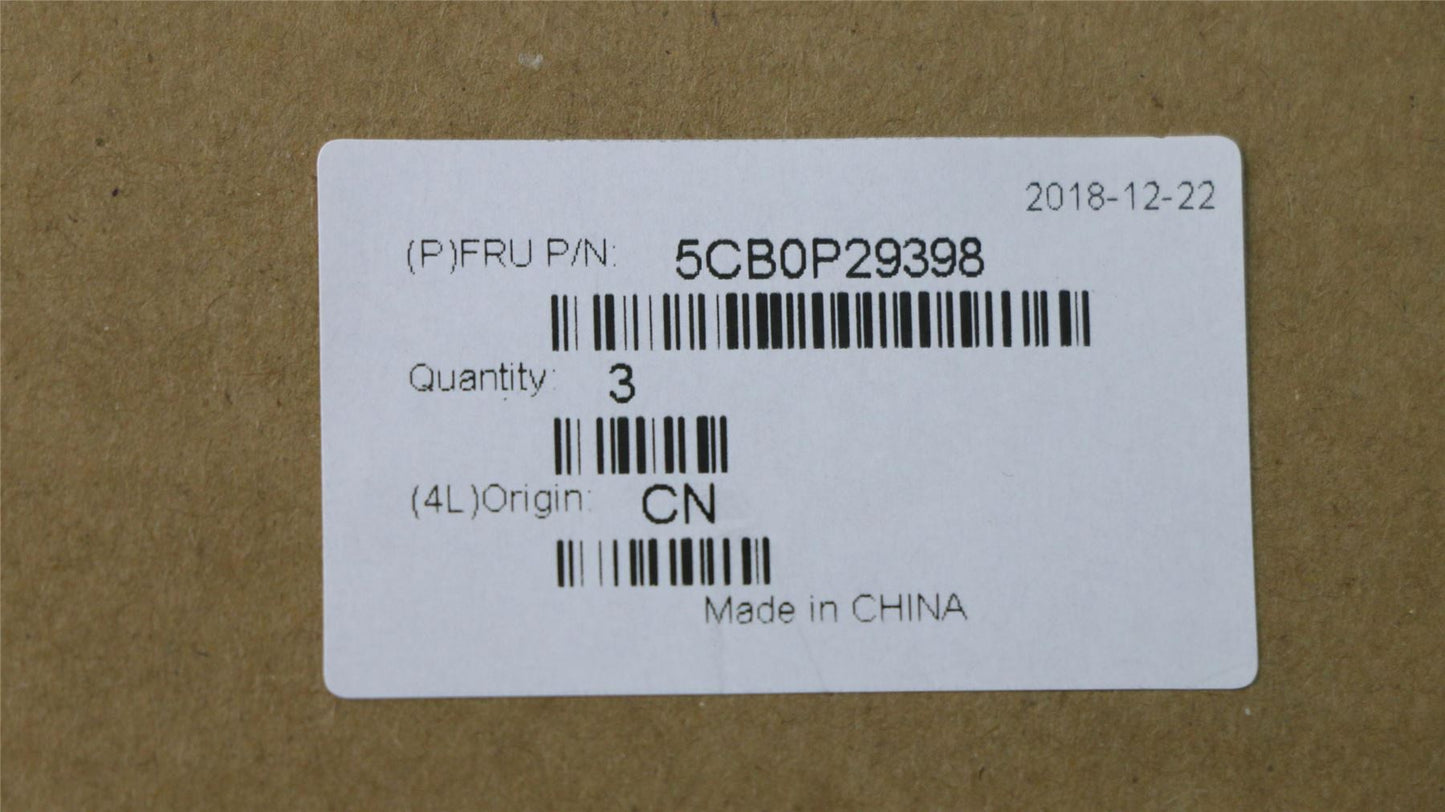 2018-12-22
(P)FRU P/N: 5CB0P29398
Quantity: 3
(4L)Origin: CN
Made in CHINA